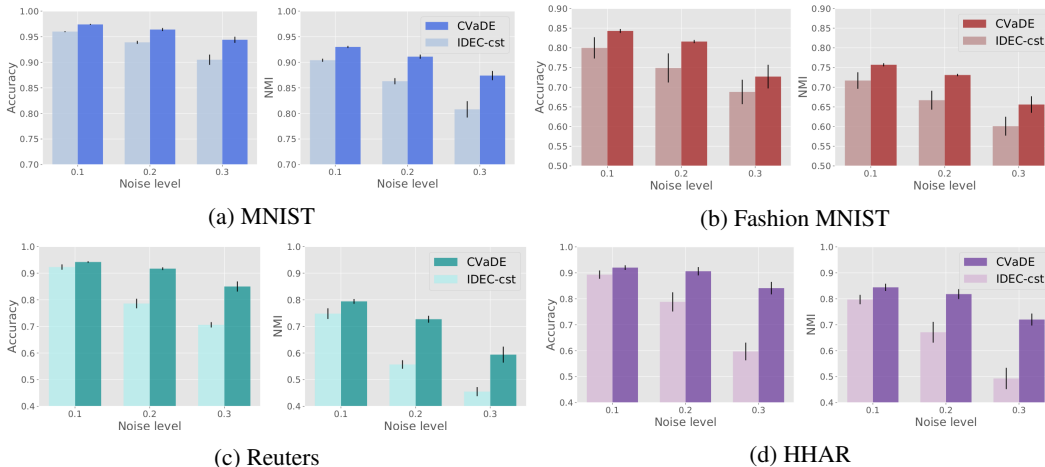 1.00
0.95
0.90
0.85
0.80
0.75
0.70
Accuracy
0.1 0.2 0.3
Noise level
1.00
0.95
0.90
0.85
0.80
0.75
0.70
NMI
0.1 0.2 0.3
Noise level
CVaDE
IDEC-cst
(a) MNIST
0.90
0.85
0.80
0.75
0.70
0.65
0.60
0.55
0.50
Accuracy
0.1 0.2 0.3
Noise level
0.90
0.85
0.80
0.75
0.70
0.65
0.60
0.55
0.50
NMI
0.1 0.2 0.3
Noise level
CVaDE
IDEC-cst
(b) Fashion MNIST
1.0
0.9
0.8
0.7
0.6
0.5
0.4
Accuracy
0.1 0.2 0.3
Noise level
1.0
0.9
0.8
0.7
0.6
0.5
0.4
NMI
0.1 0.2 0.3
Noise level
CVaDE
IDEC-cst
(c) Reuters
1.0
0.9
0.8
0.7
0.6
0.5
0.4
Accuracy
0.1 0.2 0.3
Noise level
1.0
0.9
0.8
0.7
0.6
0.5
0.4
NMI
0.1 0.2 0.3
Noise level
CVaDE
IDEC-cst
(d) HHAR